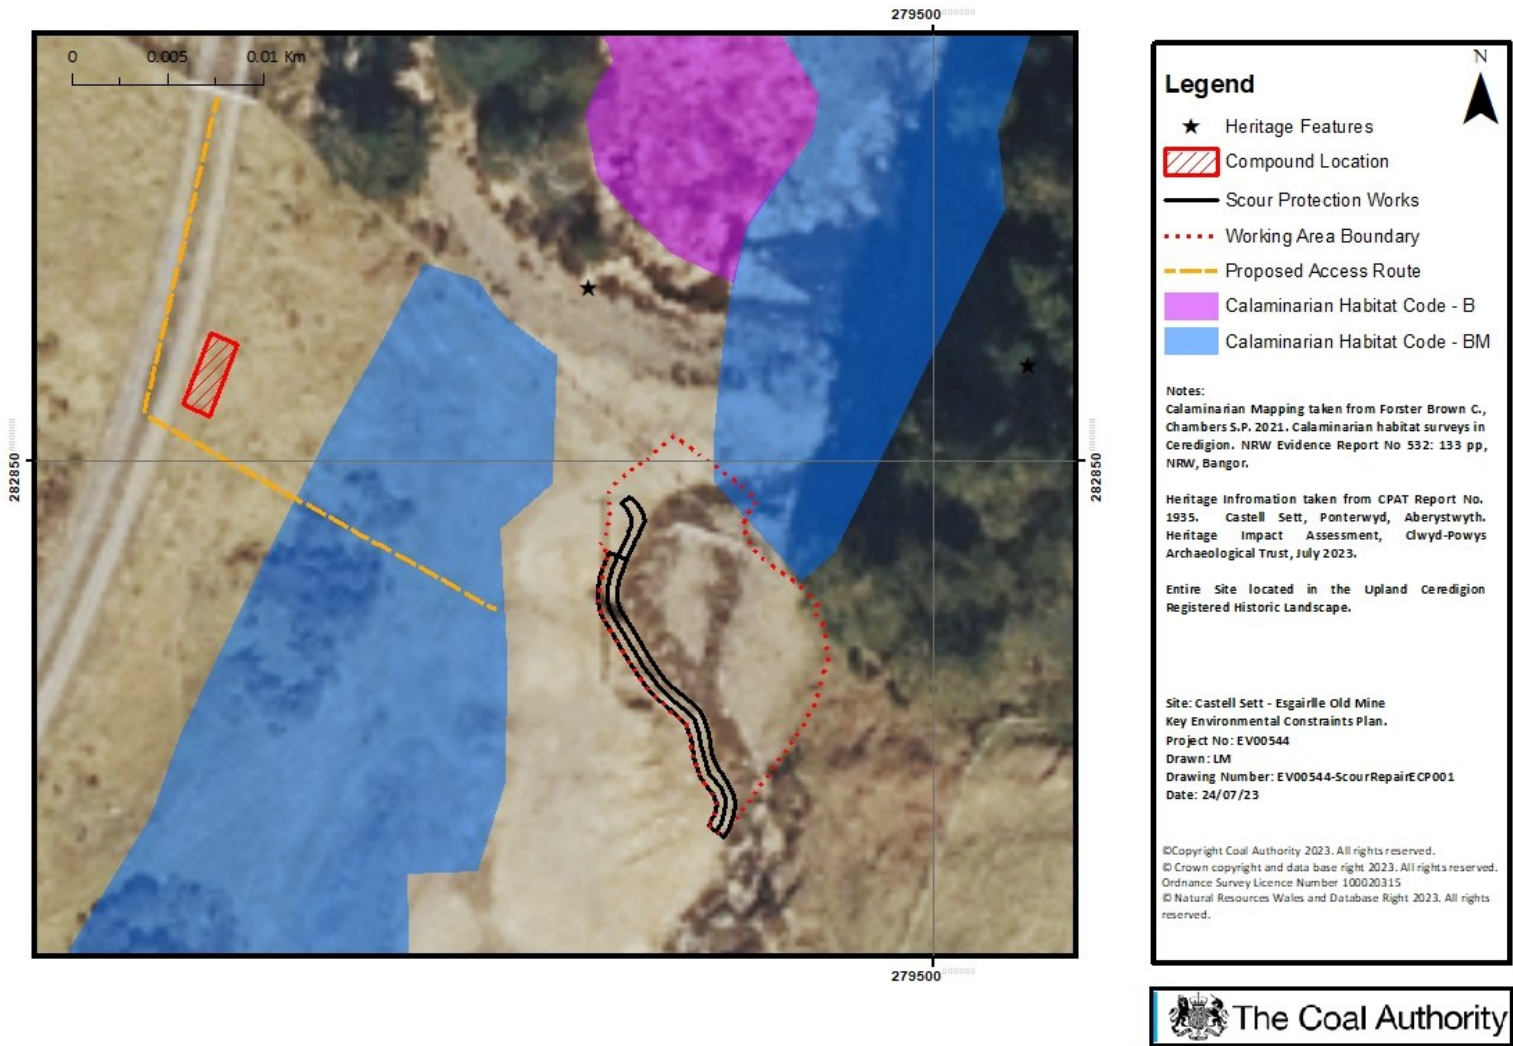 279500
0 0.005 0.01 Km
282850
282850
279500
N
Legend
Heritage Features
Compound Location
Scour Protection Works
Working Area Boundary
Proposed Access Route
Calaminarian Habitat Code - B
Calaminarian Habitat Code - BM
Notes:
Calaminarian Mapping taken from Forster Brown C.,
Chambers S.P. 2021. Calaminarian habitat surveys in
Ceredigion. NRW Evidence Report No 532: 133 pp,
NRW, Bangor.
Heritage Infromation taken from CPAT Report No.
1935. Castell Sett, Ponterwyd, Aberystwyth.
Heritage Impact Assessment, Clwyd-Powys
Archaeological Trust, July 2023.
Entire Site located in the Upland Ceredigion
Registered Historic Landscape.
Site: Castell Sett - Esgairlle Old Mine
Key Environmental Constraints Plan.
Project No: EV00544
Drawn: LM
Drawing Number: EV00544-ScourRepairECP001
Date: 24/07/23
©Copyright Coal Authority 2023. All rights reserved.
© Crown copyright and data base right 2023. All rights reserved.
Ordnance Survey Licence Number 100020315
© Natural Resources Wales and Database Right 2023. All rights
reserved.
The Coal Authority